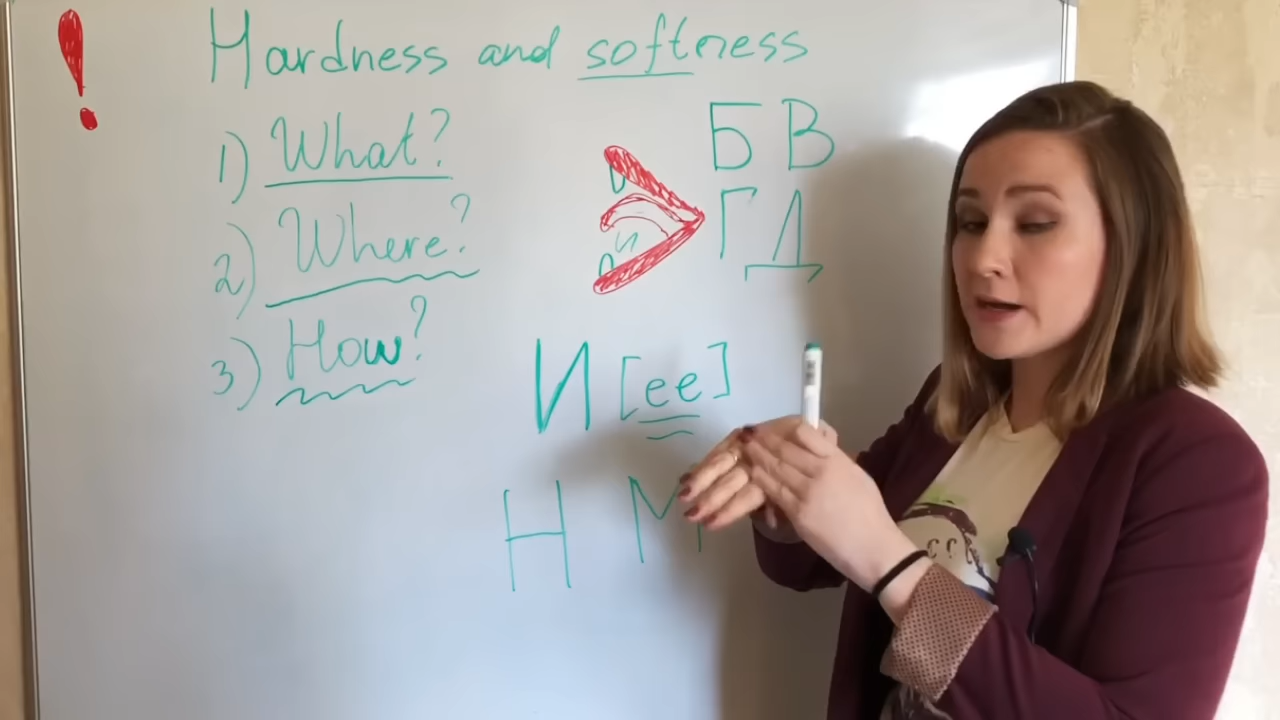 ! Hardness and softness
1) What?
2) Where?
3) How?
Б В
Г Д
И [ee]
Н М